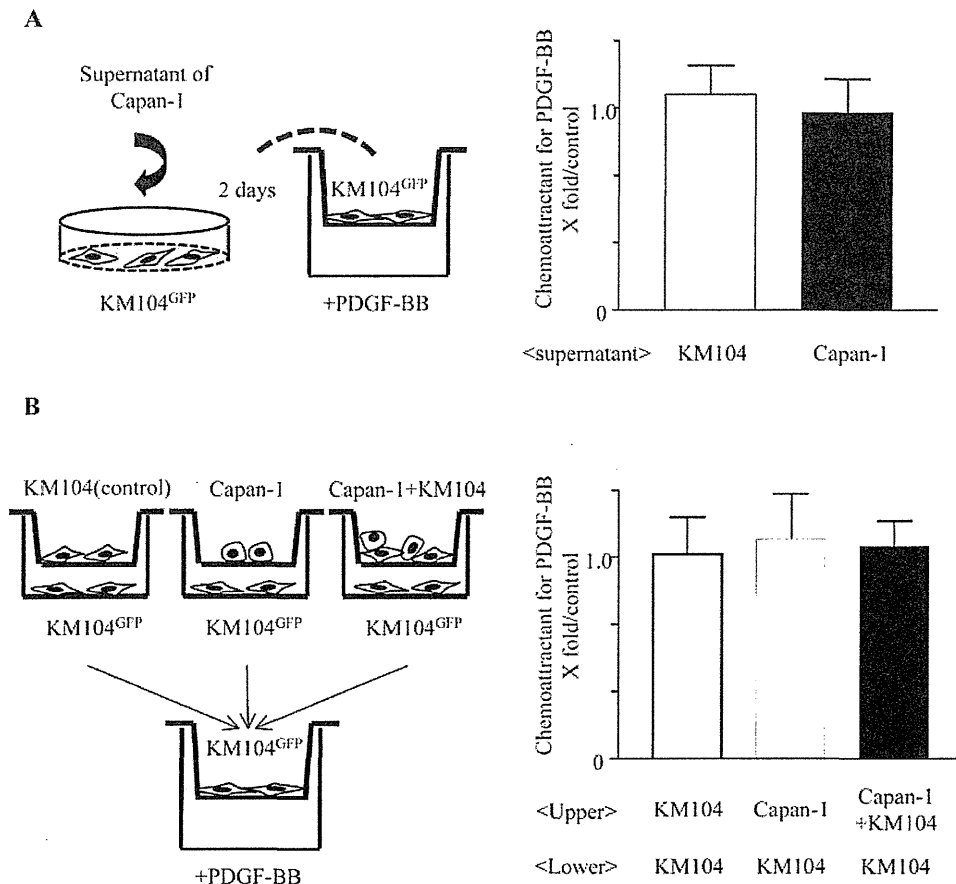 A
Supernatant of
Capan-1
2 days
KM104GFP
KM104GFP
+PDGF-BB
Chemoattractant for PDGF-BB
X fold/control
1.0
0
<supernatant> KM104 Capan-1
B
KM104(control) Capan-1 Capan-1+KM104
KM104GFP KM104GFP KM104GFP
KM104GFP
+PDGF-BB
Chemoattractant for PDGF-BB
X fold/control
1.0
0
<Upper> KM104 Capan-1 Capan-1
+KM104
<Lower> KM104 KM104 KM104